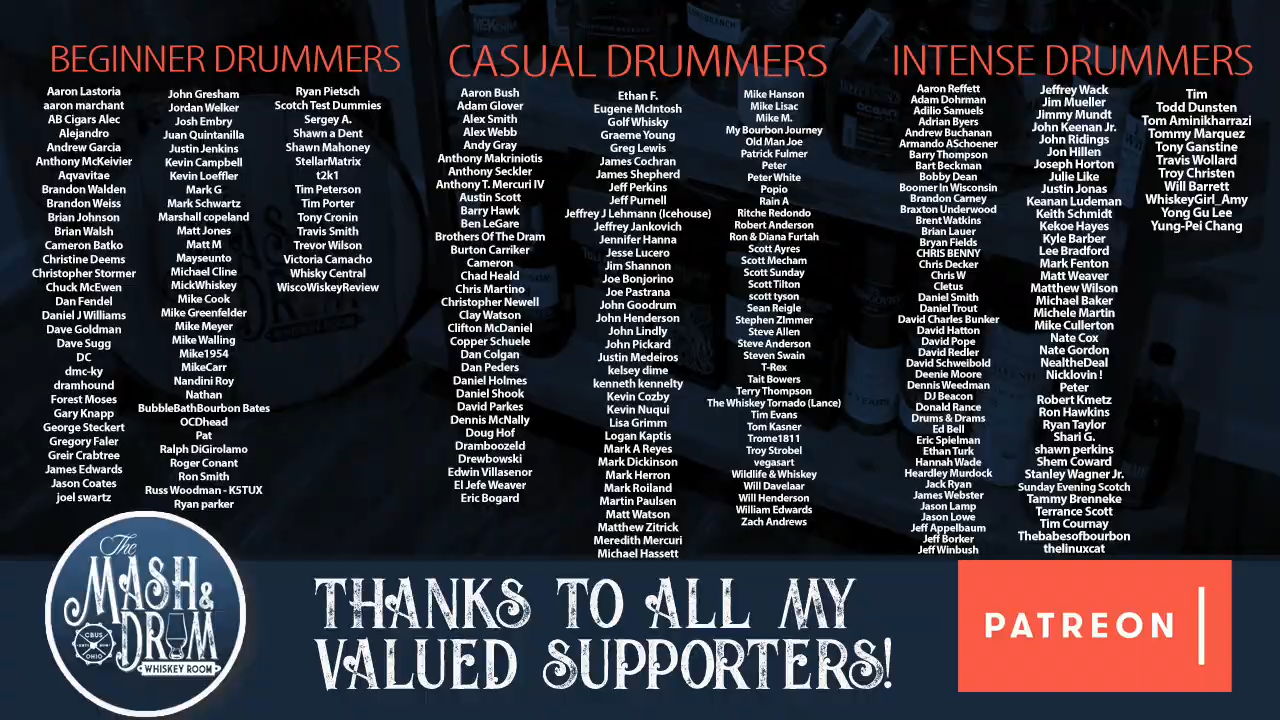 BEGINNER DRUMMERS
Aaron Lastoria
aaron marchant
AB Cigars Alec
Alejandro
Andrew Garcia
Anthony McKeivier
Aqvavitae
Brandon Walden
Brandon Weiss
Brian Johnson
Brian Walsh
Cameron Batko
Christine Deems
Christopher Stormer
Chuck McEwen
Dan Fendel
Daniel J Williams
Dave Goldman
Dave Sugg
DC
dmc-ky
dramhound
Forest Moses
Gary Knapp
George Steckert
Gregory Faler
Greir Crabtree
James Edwards
Jason Coates
joel swartz
John Gresham
Jordan Welker
Josh Embry
Juan Quintanilla
Justin Jenkins
Kevin Campbell
Kevin Loeffler
Mark G
Mark Schwartz
Marshall copeland
Matt Jones
Matt M
Mayseunto
Michael Cline
MickWhiskey
Mike Cook
Mike Greenfelder
Mike Meyer
Mike Walling
Mike1954
MikeCarr
Nandini Roy
Nathan
BubbleBathBourbon Bates
OCDhead
Pat
Ralph DiGirolamo
Roger Conant
Ron Smith
Russ Woodman - K5TUX
Ryan parker
Ryan Pietsch
Scotch Test Dummies
Sergey A.
Shawn a Dent
Shawn Mahoney
StellarMatrix
t2k1
Tim Peterson
Tim Porter
Tony Cronin
Travis Smith
Trevor Wilson
Victoria Camacho
Whisky Central
WiscoWiskeyReview
CASUAL DRUMMERS
Aaron Bush
Adam Glover
Alex Smith
Alex Webb
Andy Gray
Anthony Makriniotis
Anthony Seckler
Anthony T. Mercuri IV
Austin Scott
Barry Hawk
Ben LeGare
Brothers Of The Dram
Burton Carriker
Cameron
Chad Heald
Chris Martino
Christopher Newell
Clay Watson
Clifton McDaniel
Copper Schuele
Dan Colgan
Dan Peders
Daniel Holmes
Daniel Shook
David Parkes
Dennis McNally
Doug Hof
Dramboozeld
Drewbowski
Edwin Villasenor
El Jefe Weaver
Eric Bogard
Ethan F.
Eugene McIntosh
Golf Whisky
Graeme Young
Greg Lewis
James Cochran
James Shepherd
Jeff Perkins
Jeff Purnell
Jeffrey J Lehmann (Icehouse)
Jeffrey Jankovich
Jennifer Hanna
Jesse Lucero
Jim Shannon
Joe Bonjorino
Joe Pastrana
John Goodrum
John Henderson
John Lindly
John Pickard
Justin Medeiros
kelsey dime
kenneth kennelty
Kevin Cozby
Kevin Nuqui
Lisa Grimm
Logan Kaptis
Mark A Reyes
Mark Dickinson
Mark Herron
Mark Roiland
Martin Paulsen
Matt Watson
Matthew Zitrick
Meredith Mercuri
Michael Hassett
Mike Hanson
Mike Lisac
Mike M.
My Bourbon Journey
Old Man Joe
Patrick Fulmer
Peter
Peter White
Popio
Rain A
Ritche Redondo
Robert Anderson
Ron & Diana Furtah
Scott Ayres
Scott Mecham
Scott Sunday
Scott Tilton
scott tyson
Sean Reigle
Stephen ZImmer
Steve Allen
Steve Anderson
Steven Swain
T-Rex
Tait Bowers
Terry Thompson
The Whiskey Tornado (Lance)
Tim Evans
Tom Kasner
Trome1811
Troy Strobel
vegasart
Wildlife & Whiskey
Will Davelaar
Will Henderson
William Edwards
Zach Andrews
INTENSE DRUMMERS
Aaron Reffett
Adam Dohrman
Adilio Samuels
Adrian Byers
Andrew Buchanan
Armando ASchoener
Barry Thompson
Bart Beckman
Bobby Dean
Boomer In Wisconsin
Brandon Carney
Braxton Underwood
Brent Watkins
Brian Lauer
Bryan Fields
CHRIS BENNY
Chris Decker
Chris W
Cletus
Daniel Smith
Daniel Trout
David Charles Bunker
David Hatton
David Pope
David Redler
David Schweibold
Deenie Moore
Dennis Weedman
DJ Beacon
Donald Rance
Drums & Drams
Ed Bell
Eric Spielman
Ethan Turk
Hannah Wade
Heardley Murdock
Jack Ryan
James Webster
Jason Lamp
Jason Lowe
Jeff Appelbaum
Jeff Borker
Jeff Winbush
Jeffrey Wack
Jim Mueller
Jimmy Mundt
John Keenan Jr.
John Ridings
Jon Hillen
Joseph Horton
Julie Like
Justin Jonas
Keanan Ludeman
Keith Schmidt
Kekoe Hayes
Kyle Barber
Lee Bradford
Mark Fenton
Matt Weaver
Matthew Wilson
Michael Baker
Michele Martin
Mike Cullerton
Nate Cox
Nate Gordon
NealtheDeal
Nicklovin !
Peter
Robert Kmetz
Ron Hawkins
Ryan Taylor
Shari G.
shawn perkins
Shem Coward
Stanley Wagner Jr.
Sunday Evening Scotch
Tammy Brenneke
Terrance Scott
Tim Cournay
Thebabesofbourbon
thelinuxcat
Tim
Todd Dunsten
Tom Aminikharrazi
Tommy Marquez
Tony Ganstine
Travis Wollard
Troy Christen
Will Barrett
WhiskeyGirl_Amy
Yong Gu Lee
Yung-Pei Chang
The
MASH &
DRUM
CBUS
OHIO
WHISKEY ROOM
THANKS TO ALL MY
VALUED SUPPORTERS!
PATREON